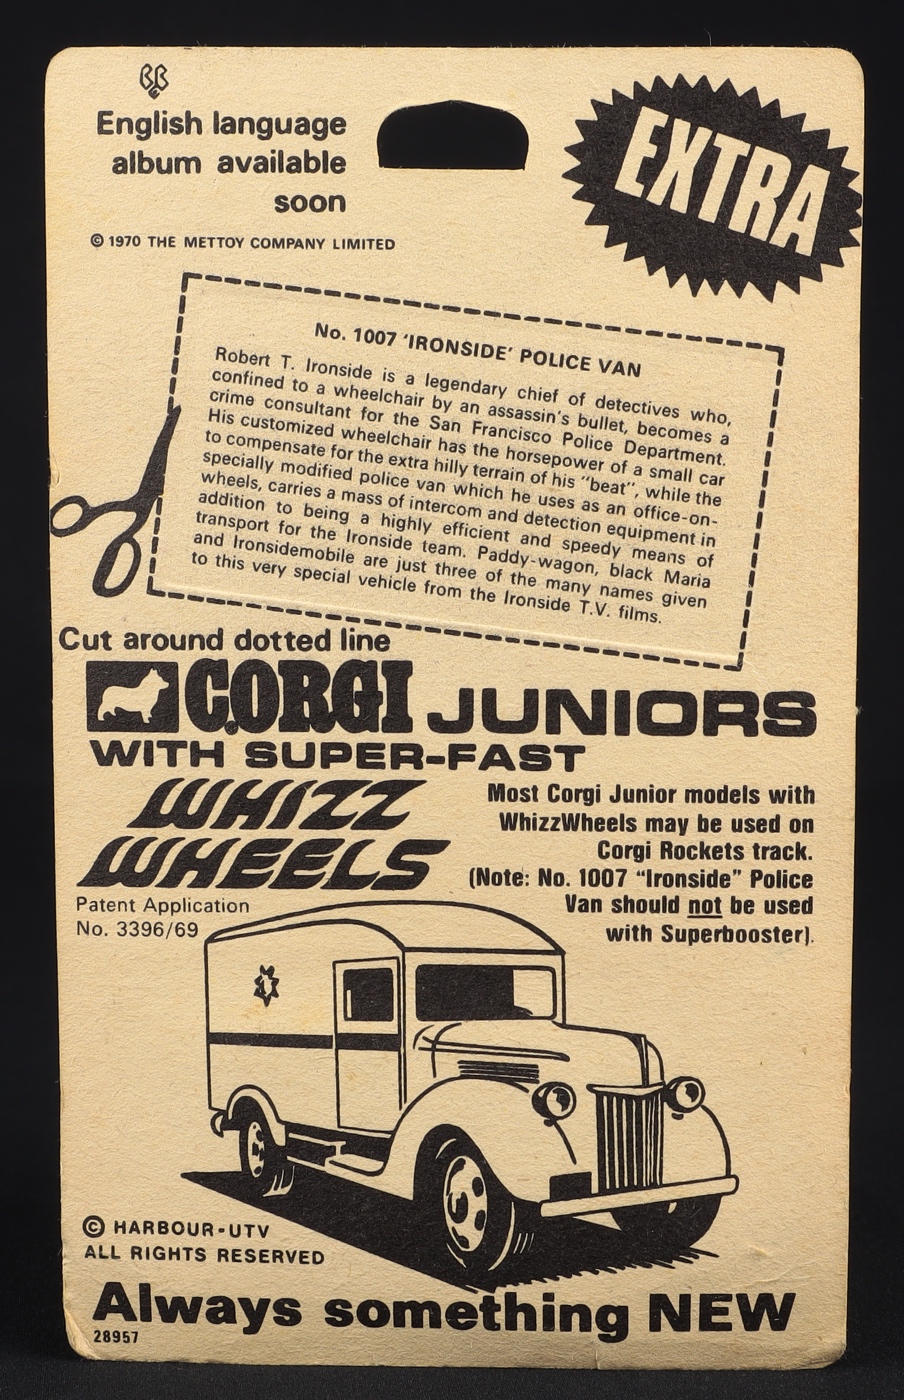 English language
album available
soon
© 1970 THE METTOY COMPANY LIMITED
EXTRA
No. 1007 'IRONSIDE' POLICE VAN
Robert T. Ironside is a legendary chief of detectives who,
confined to a wheelchair by an assassin's bullet, becomes a
crime consultant for the San Francisco Police Department.
His customized wheelchair has the horsepower of a small car
to compensate for the extra hilly terrain of his "beat", while the
specially modified police van which he uses as an office-on-
wheels, carries a mass of intercom and detection equipment in
addition to being a highly efficient and speedy means of
transport for the Ironside team. Paddy-wagon, black Maria
and Ironsidemobile are just three of the many names given
to this very special vehicle from the Ironside T.V. films.
Cut around dotted line
CORGI JUNIORS
WITH SUPER-FAST
WHIZZ
WHEELS
Patent Application
No. 3396/69
Most Corgi Junior models with
WhizzWheels may be used on
Corgi Rockets track.
(Note: No. 1007 "Ironside" Police
Van should not be used
with Superbooster).
© HARBOUR-UTV
ALL RIGHTS RESERVED
Always something NEW
28957